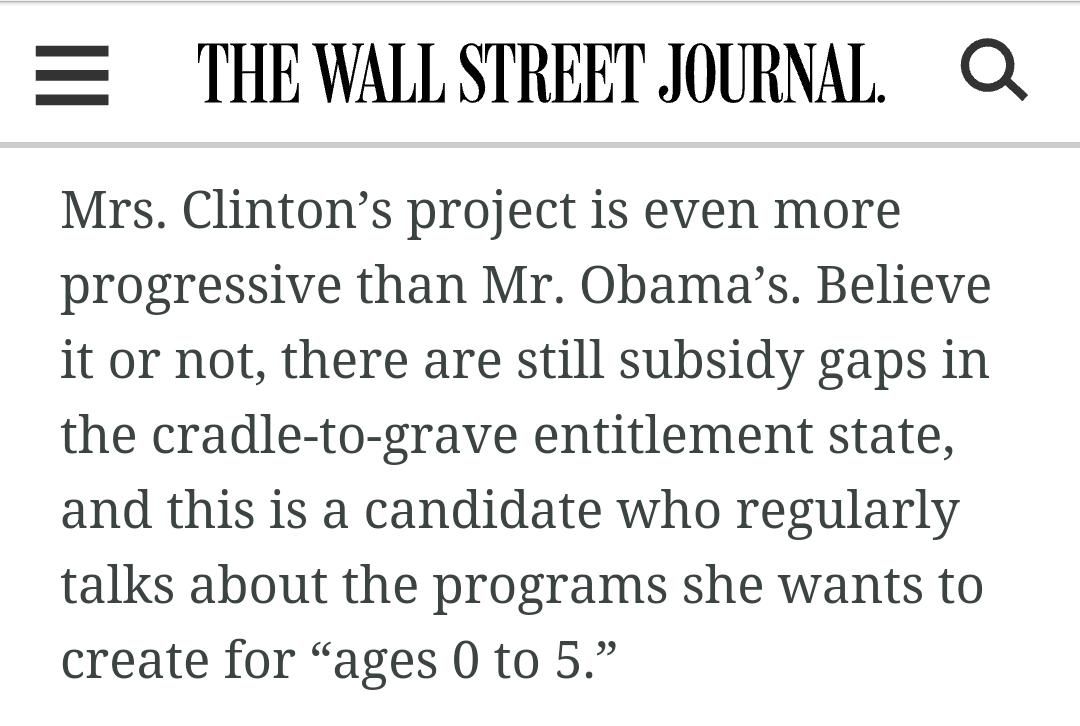 THE WALL STREET JOURNAL.
Mrs. Clinton’s project is even more
progressive than Mr. Obama’s. Believe
it or not, there are still subsidy gaps in
the cradle-to-grave entitlement state,
and this is a candidate who regularly
talks about the programs she wants to
create for “ages 0 to 5.”